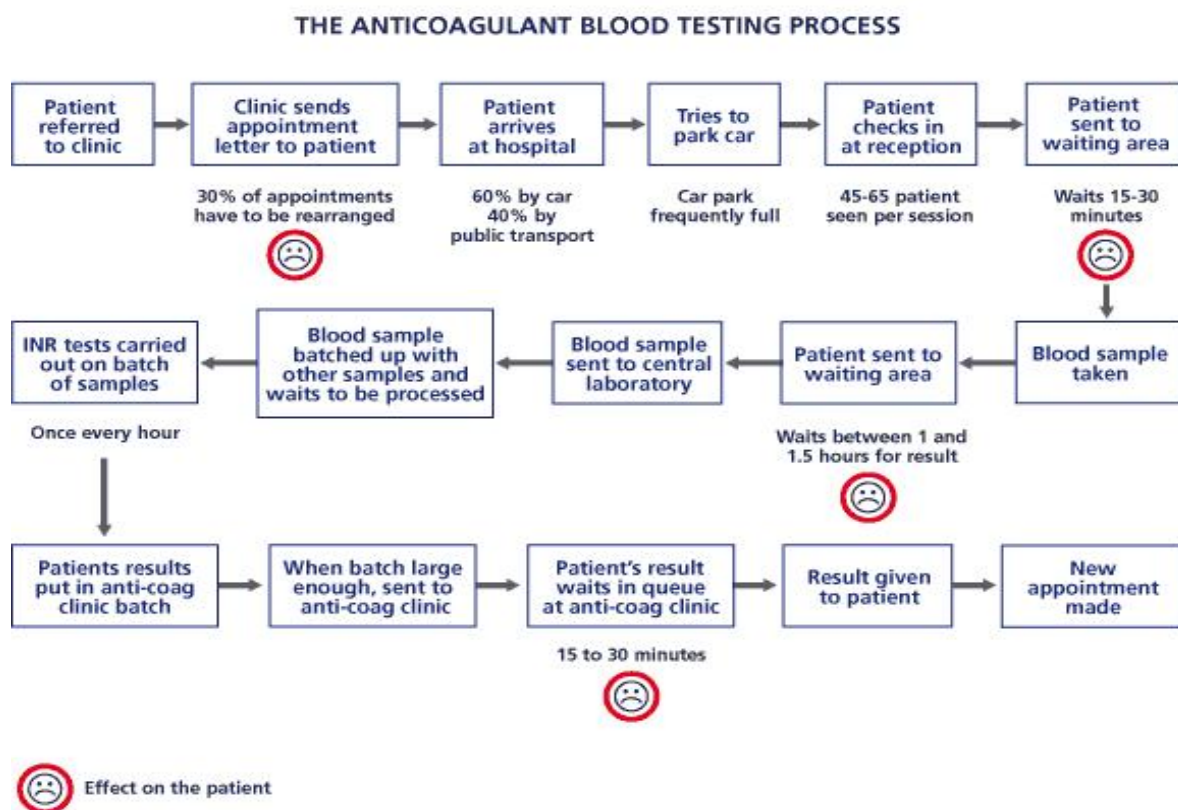 THE ANTICOAGULANT BLOOD TESTING PROCESS
Patient
referred
to clinic
Clinic sends
appointment
letter to patient
30% of appointments
have to be rearranged
Patient
arrives
at hospital
60% by car
40% by
public transport
Tries to
park car
Car park
frequently full
Patient
checks in
at reception
45-65 patient
seen per session
Patient
sent to
waiting area
Waits 15-30
minutes
Blood sample
taken
Patient sent to
waiting area
Waits between 1 and
1.5 hours for result
Blood sample
sent to central
laboratory
Blood sample
batched up with
other samples and
waits to be processed
INR tests carried
out on batch
of samples
Once every hour
Patients results
put in anti-coag
clinic batch
When batch large
enough, sent to
anti-coag clinic
Patient's result
waits in queue
at anti-coag clinic
15 to 30 minutes
Result given
to patient
New
appointment
made
Effect on the patient